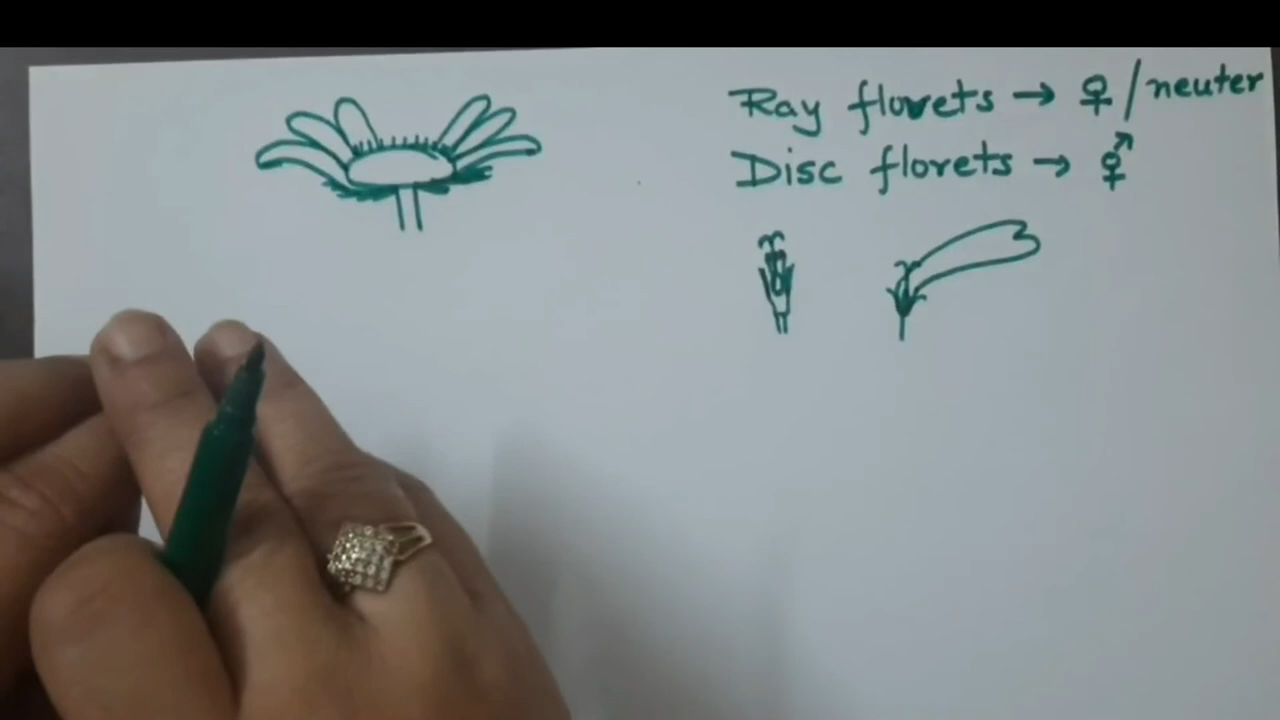 Ray florets → ♀/neuter
Disc florets → ⚥